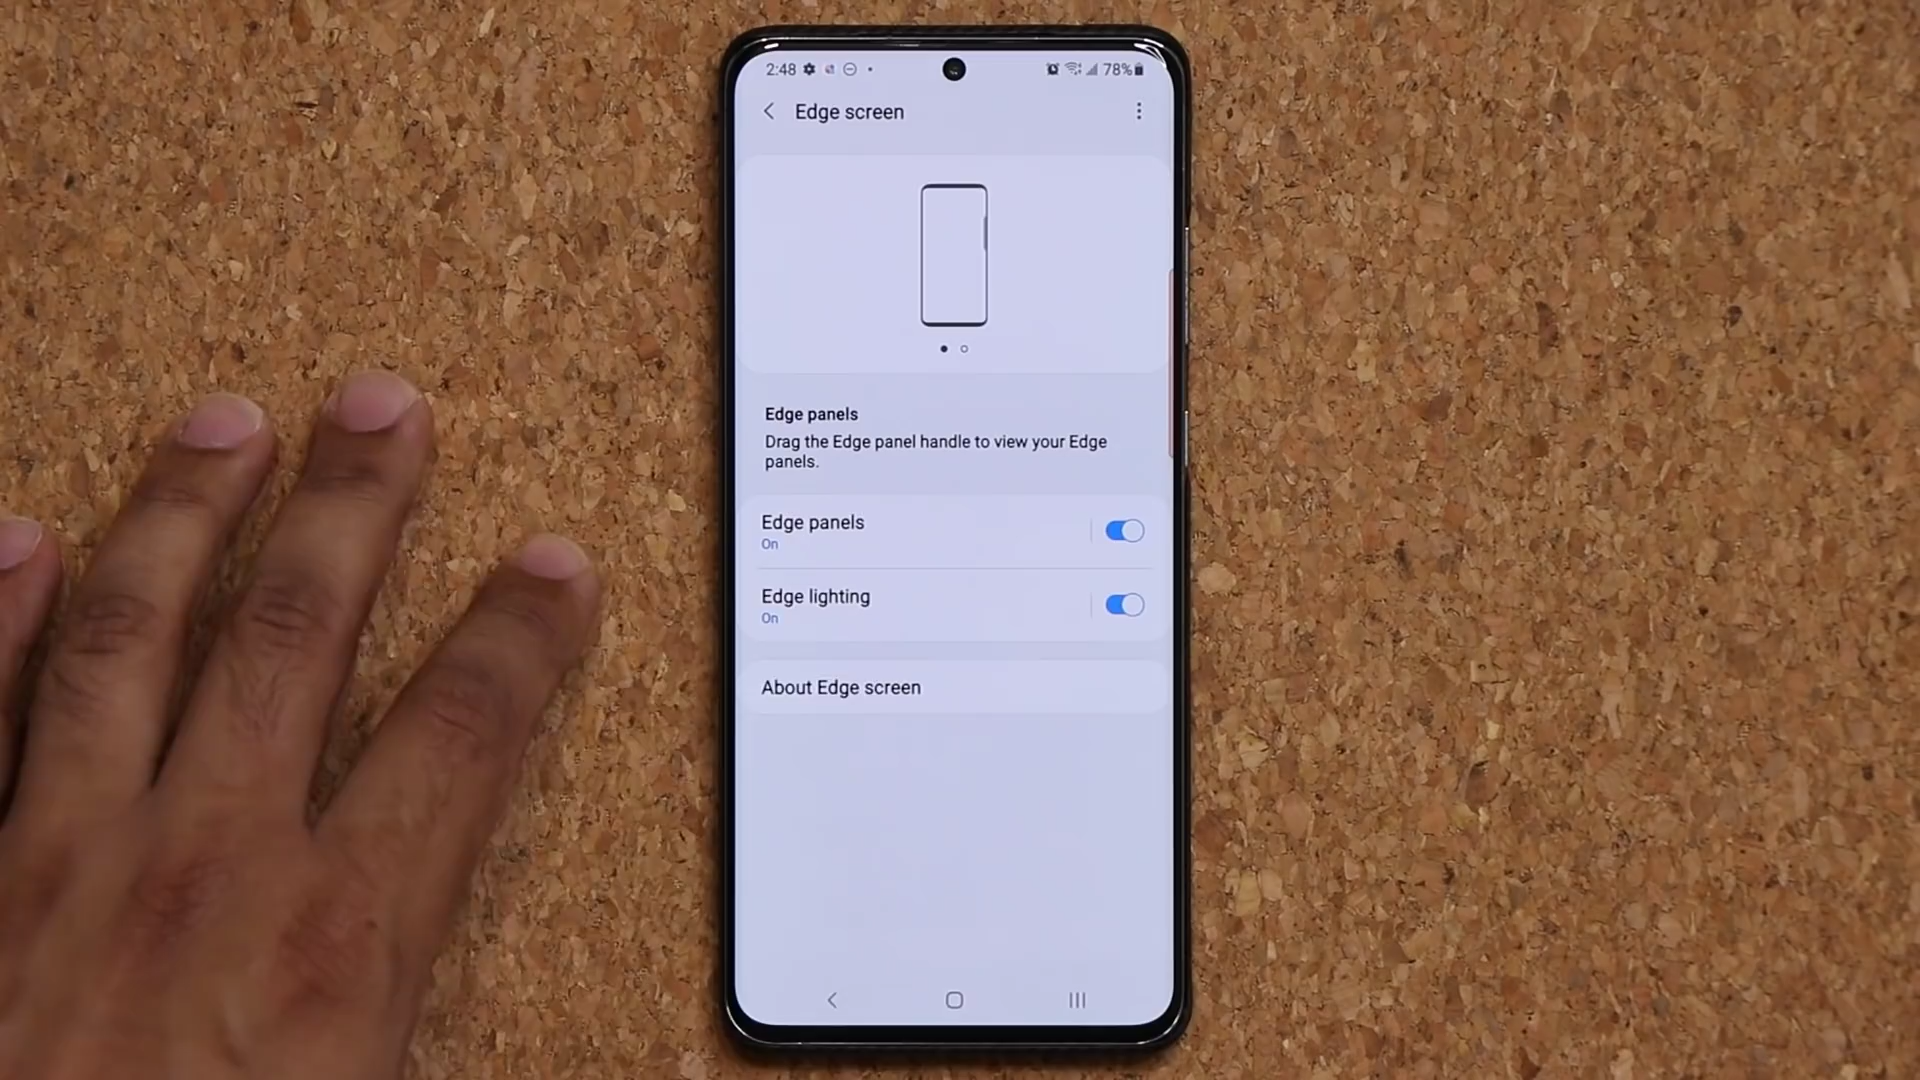 2:48 78%
Edge screen
Edge panels
Drag the Edge panel handle to view your Edge
panels.
Edge panels
On
Edge lighting
On
About Edge screen